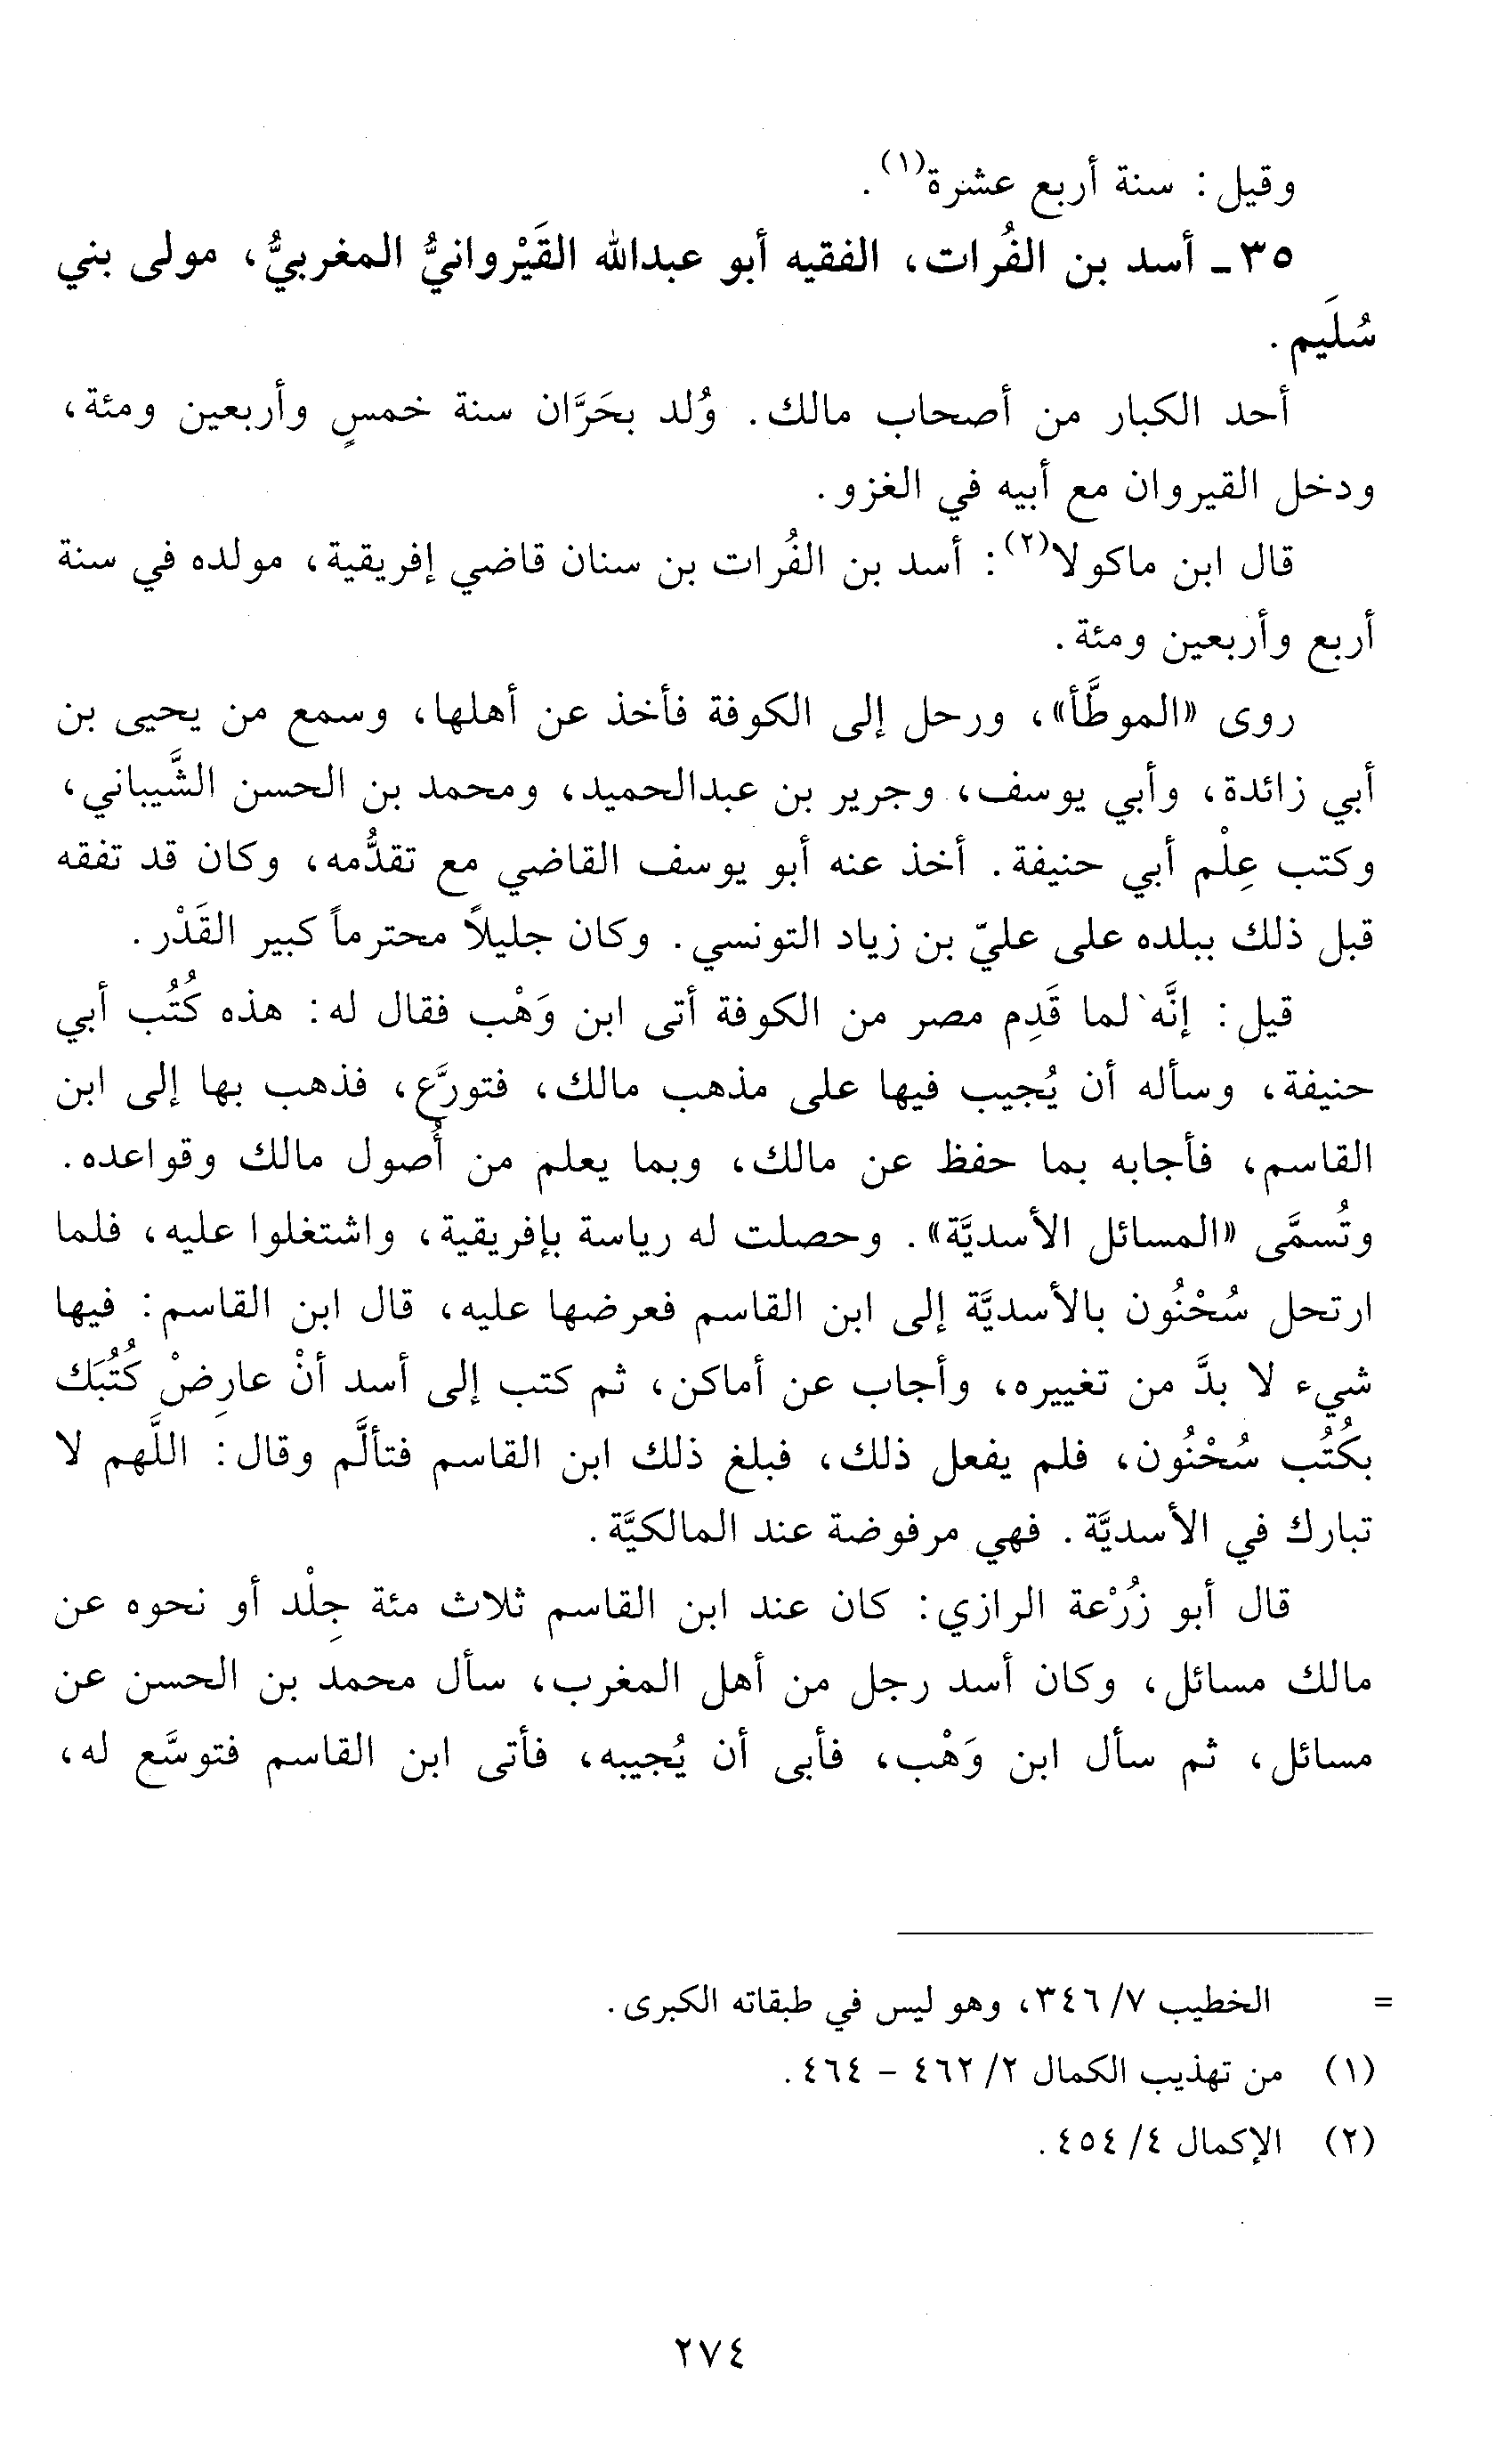 وقيل: سنة أربع عشرة(١).
٣٥ - أسد بن الفُرات، الفقيه أبو عبدالله القَيْروانيُّ المغربيُّ، مولى بني
سُلَيم.
أحد الكبار من أصحاب مالك. وُلد بحَرَّان سنة خمسٍ وأربعين ومئة،
ودخل القيروان مع أبيه في الغزو.
قال ابن ماكولا(٢): أسد بن الفُرات بن سنان قاضي إفريقية، مولده في سنة
أربع وأربعين ومئة.
روى «الموطَّأ»، ورحل إلى الكوفة فأخذ عن أهلها، وسمع من يحيى بن
أبي زائدة، وأبي يوسف، وجرير بن عبدالحميد، ومحمد بن الحسن الشَّيباني،
وكتب عِلْم أبي حنيفة. أخذ عنه أبو يوسف القاضي مع تقدُّمه، وكان قد تفقه
قبل ذلك ببلده على عليّ بن زياد التونسي. وكان جليلاً محترماً كبير القَدْر.
قيل: إنَّه لما قَدِم مصر من الكوفة أتى ابن وَهْب فقال له: هذه كُتُب أبي
حنيفة، وسأله أن يُجيب فيها على مذهب مالك، فتورَّع، فذهب بها إلى ابن
القاسم، فأجابه بما حفظ عن مالك، وبما يعلم من أُصول مالك وقواعده.
وتُسمَّى «المسائل الأسديَّة». وحصلت له رياسة بإفريقية، واشتغلوا عليه، فلما
ارتحل سُحْنُون بالأسديَّة إلى ابن القاسم فعرضها عليه، قال ابن القاسم: فيها
شيء لا بدَّ من تغييره، وأجاب عن أماكن، ثم كتب إلى أسد أنْ عارِضْ كُتُبَك
بكُتُب سُحْنُون، فلم يفعل ذلك، فبلغ ذلك ابن القاسم فتألَّم وقال: اللَّهم لا
تبارك في الأسديَّة. فهي مرفوضة عند المالكيَّة.
قال أبو زُرْعة الرازي: كان عند ابن القاسم ثلاث مئة جِلْد أو نحوه عن
مالك مسائل، وكان أسد رجل من أهل المغرب، سأل محمد بن الحسن عن
مسائل، ثم سأل ابن وَهْب، فأبى أن يُجيبه، فأتى ابن القاسم فتوسَّع له،
= الخطيب ٧/ ٣٤٦، وهو ليس في طبقاته الكبرى.
(١) من تهذيب الكمال ٢/ ٤٦٢ - ٤٦٤.
(٢) الإكمال ٤/ ٤٥٤.
٢٧٤